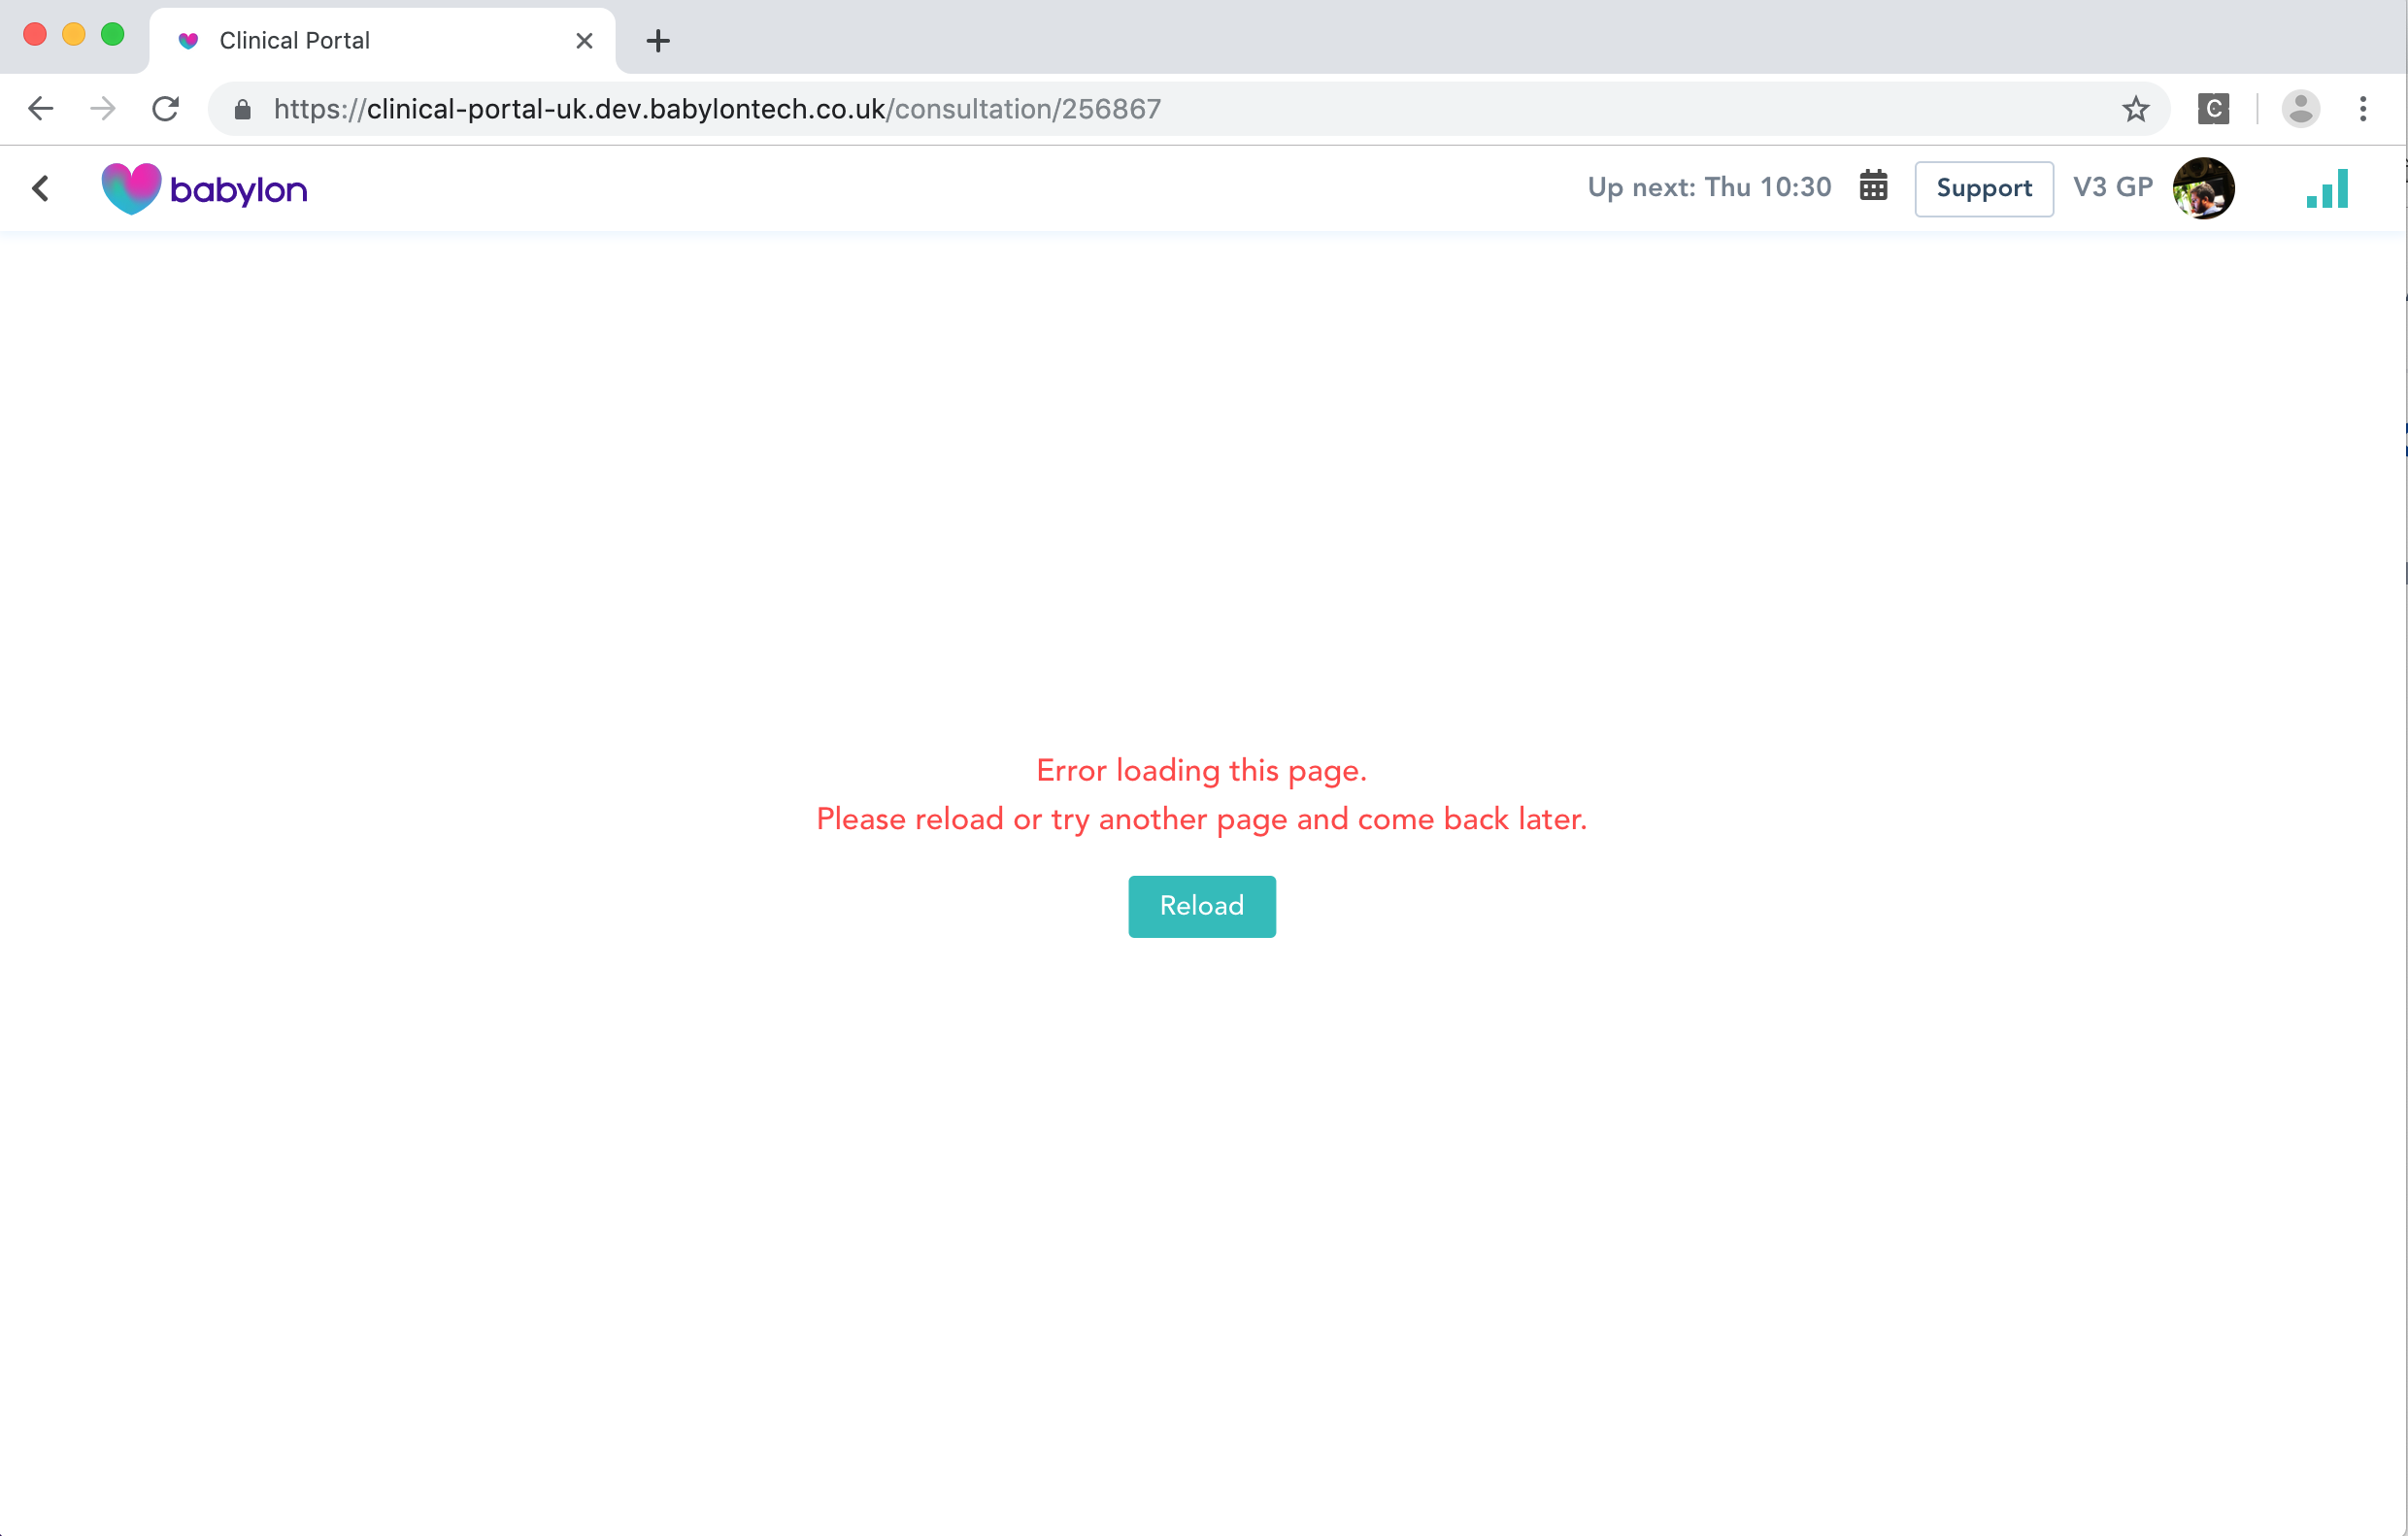 Clinical Portal
https://clinical-portal-uk.dev.babylontech.co.uk/consultation/256867
C
babylon
Up next: Thu 10:30
Support
V3 GP
Error loading this page.
Please reload or try another page and come back later.
Reload